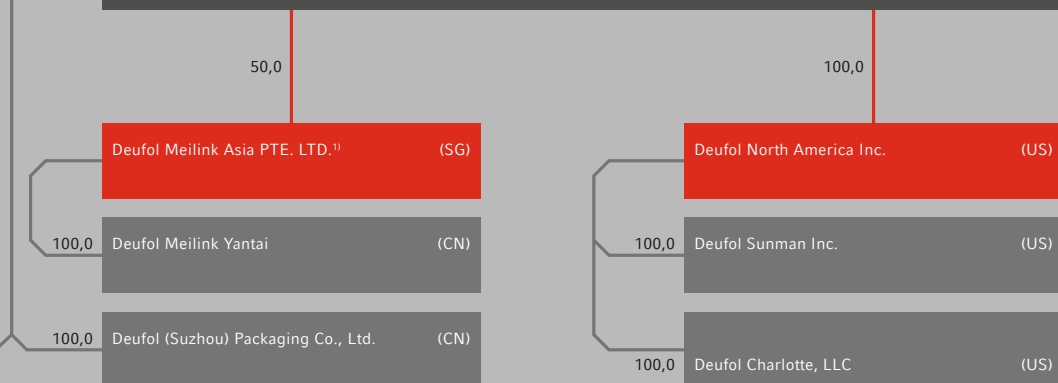 50,0
100,0
Deufol Meilink Asia PTE. LTD.¹⁾ (SG)
Deufol North America Inc. (US)
100,0 Deufol Meilink Yantai (CN)
100,0 Deufol Sunman Inc. (US)
100,0 Deufol (Suzhou) Packaging Co., Ltd. (CN)
100,0 Deufol Charlotte, LLC (US)